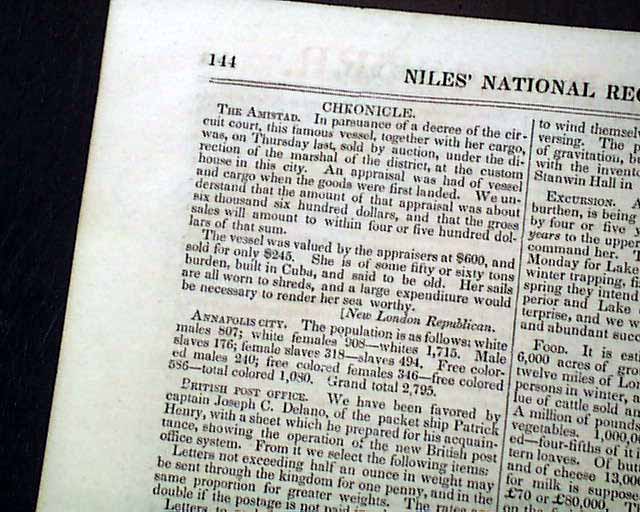 144
NILES' NATIONAL REG
CHRONICLE.
THE AMISTAD. In pursuance of a decree of the cir-
cuit court, this famous vessel, together with her cargo,
was, on Thursday last, sold by auction, under the di-
rection of the marshal of the district, at the custom
house in this city. An appraisal was had of vessel
and cargo when the goods were first landed. We un-
derstand that the amount of that appraisal was about
six thousand six hundred dollars, and that the gross
sales will amount to within four or five hundred dol-
lars of that sum.
The vessel was valued by the appraisers at $600, and
sold for only $245. She is of some fifty or sixty tons
burden, built in Cuba, and said to be old. Her sails
are all worn to shreds, and a large expenditure would
be necessary to render her sea worthy.
[New London Republican.
ANNAPOLIS CITY. The population is as follows: white
males 807; white females 908—whites 1,715. Male
slaves 176; female slaves 318—slaves 494. Free color-
ed males 240; free colored females 346—free colored
586—total colored 1,080. Grand total 2,795.
BRITISH POST OFFICE. We have been favored by
captain Joseph C. Delano, of the packet ship Patrick
Henry, with a sheet which he prepared for his acquain-
tance, showing the operation of the new British post
office system. From it we select the following items:
Letters not exceeding half an ounce in weight may
be sent through the kingdom for one penny, and in the
same proportion for greater weights. The rates are
double if the postage is not paid
Letters to
to wind themselv
versing. The p
of gravitation, b
with the invento
Stanwin Hall in
EXCURSION. A
burthen, is being
by four or five y
years to the upper
command her. T
Monday for Lake
winter trapping, fi
spring they intend
perior and Lake
terprise, and we w
and abundant succ
FOOD. It is est
6,000 acres of gro
twelve miles of Lo
persons in winter, a
lue of cattle sold an
A million of pounds
vegetables. 1,000,0
ed—four-fifths of it
tern loaves. Of but
and of cheese 13,000
for milk is suppose
£70 or £80,000. T
on the f